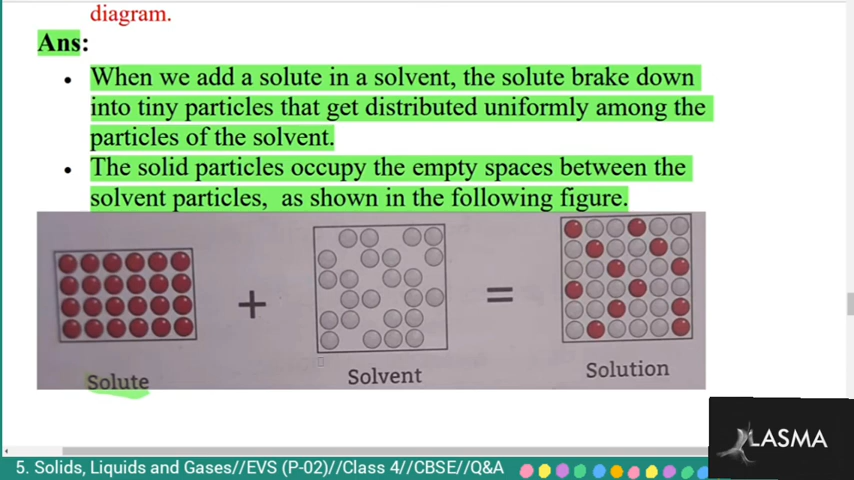 diagram.
Ans:
• When we add a solute in a solvent, the solute brake down
into tiny particles that get distributed uniformly among the
particles of the solvent.
• The solid particles occupy the empty spaces between the
solvent particles, as shown in the following figure.
+ =
Solute Solvent Solution
LASMA
5. Solids, Liquids and Gases//EVS (P-02)//Class 4//CBSE//Q&A